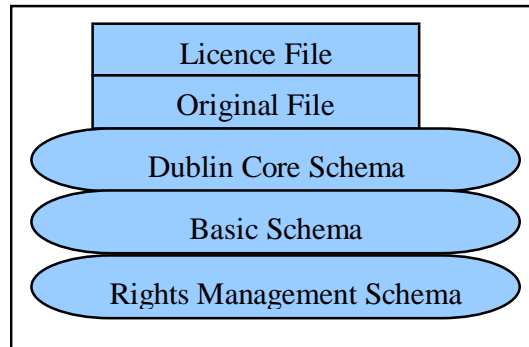 Licence File
Original File
Dublin Core Schema
Basic Schema
Rights Management Schema